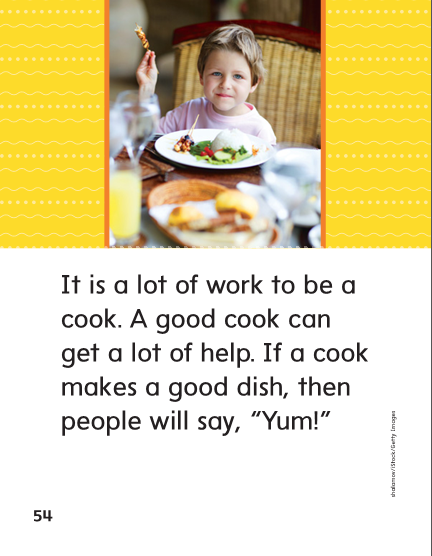 It is a lot of work to be a
cook. A good cook can
get a lot of help. If a cook
makes a good dish, then
people will say, “Yum!”
54